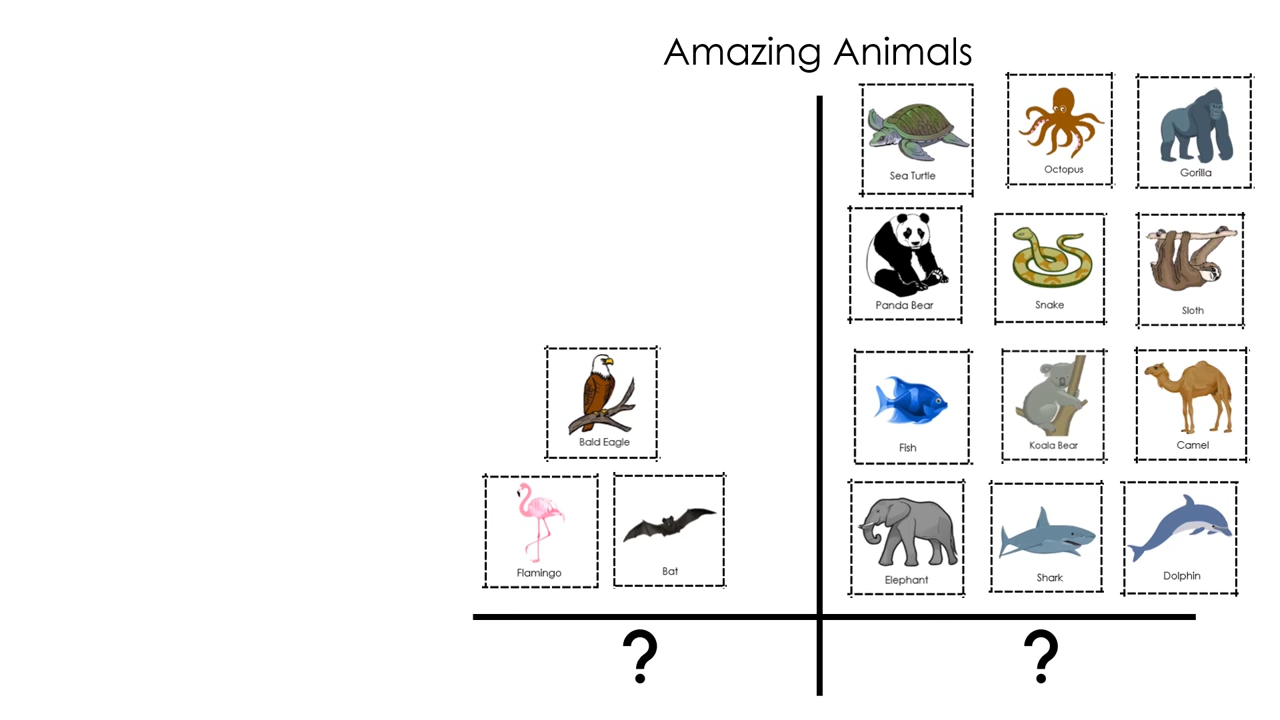 Amazing Animals
Sea Turtle
Octopus
Gorilla
Panda Bear
Snake
Sloth
Bald Eagle
Fish
Koala Bear
Camel
Flamingo
Bat
Elephant
Shark
Dolphin
?
?